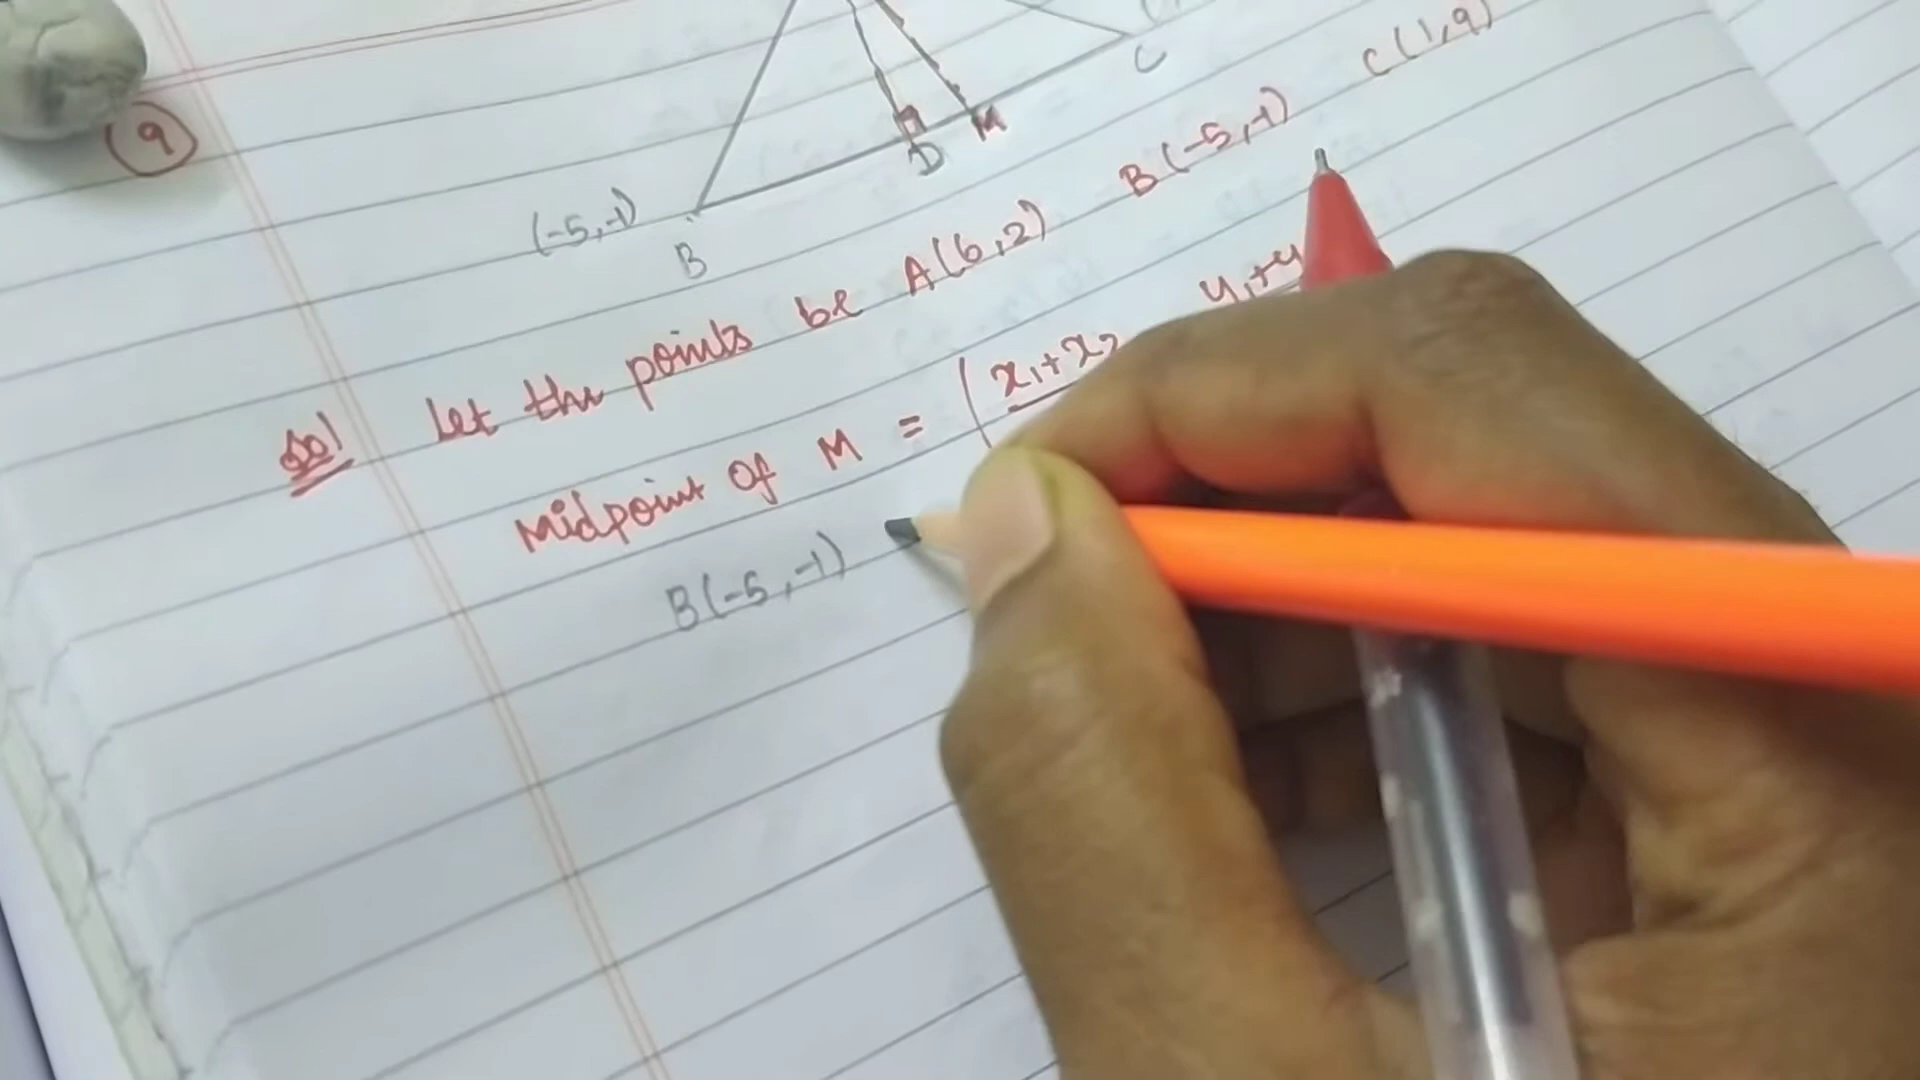 C
(9)
M
D
(-5,-1)
B
Sol Let the points be A(6,2) B(-5,-1) C(1,9)
Midpoint of M = (x₁+x₂ y₁+y
B(-5,-1)